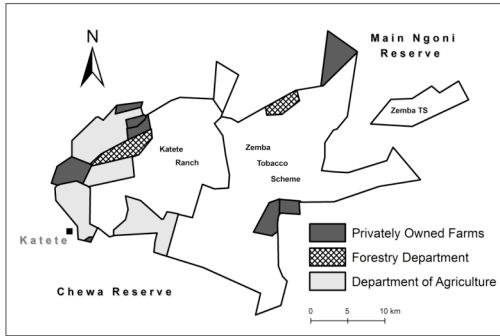 N
Main Ngoni
Reserve
Zemba TS
Katete
Ranch
Zemba
Tobacco
Scheme
Katete
Chewa Reserve
Privately Owned Farms
Forestry Department
Department of Agriculture
0 5 10 km